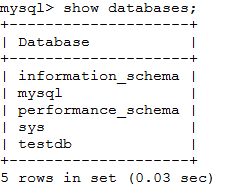 mysql> show databases;
+--------------------+
| Database           |
+--------------------+
| information_schema |
| mysql              |
| performance_schema |
| sys                |
| testdb             |
+--------------------+
5 rows in set (0.03 sec)